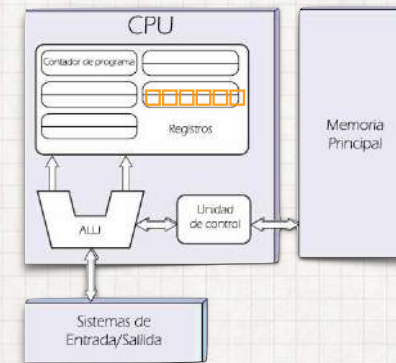 CPU
Contador de programa
Registros
ALU
Unidad
de control
Memoria
Principal
Sistemas de
Entrada/Salida